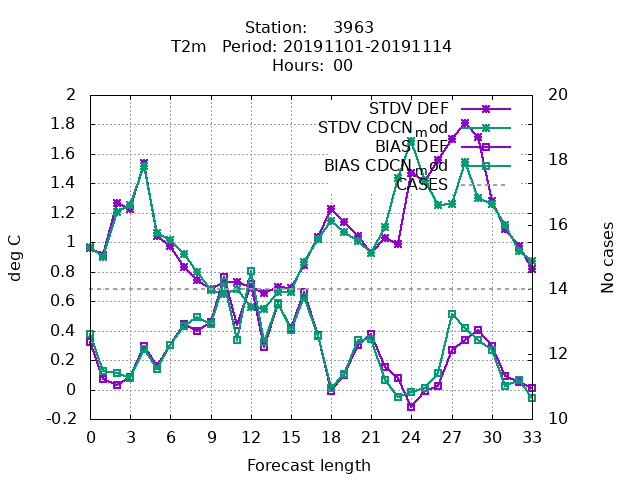 Station: 3963
T2m Period: 20191101-20191114
Hours: 00
STDV DEF
STDV CDCN_mod
BIAS DEF
BIAS CDCN_mod
CASES
2
1.8
1.6
1.4
1.2
1
0.8
0.6
0.4
0.2
0
-0.2
deg C
20
18
16
14
12
10
No cases
0 3 6 9 12 15 18 21 24 27 30 33
Forecast length